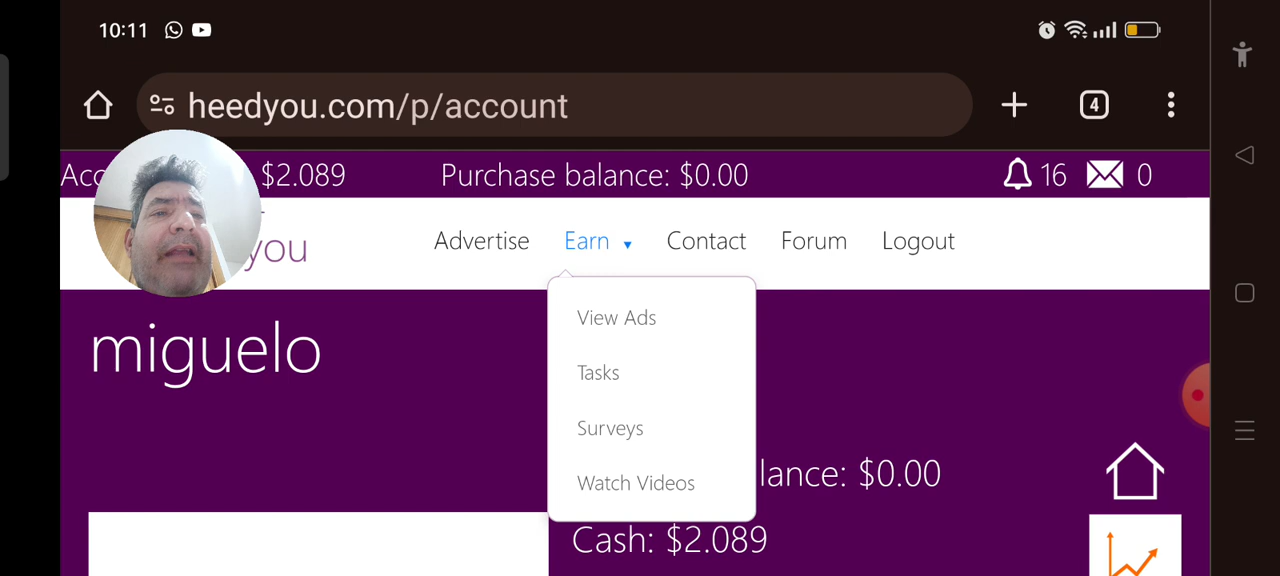 10:11
heedyou.com/p/account
4
$2.089 Purchase balance: $0.00 16 0
you Advertise Earn ▼ Contact Forum Logout
View Ads
miguelo
Tasks
Surveys
lance: $0.00
Watch Videos
Cash: $2.089